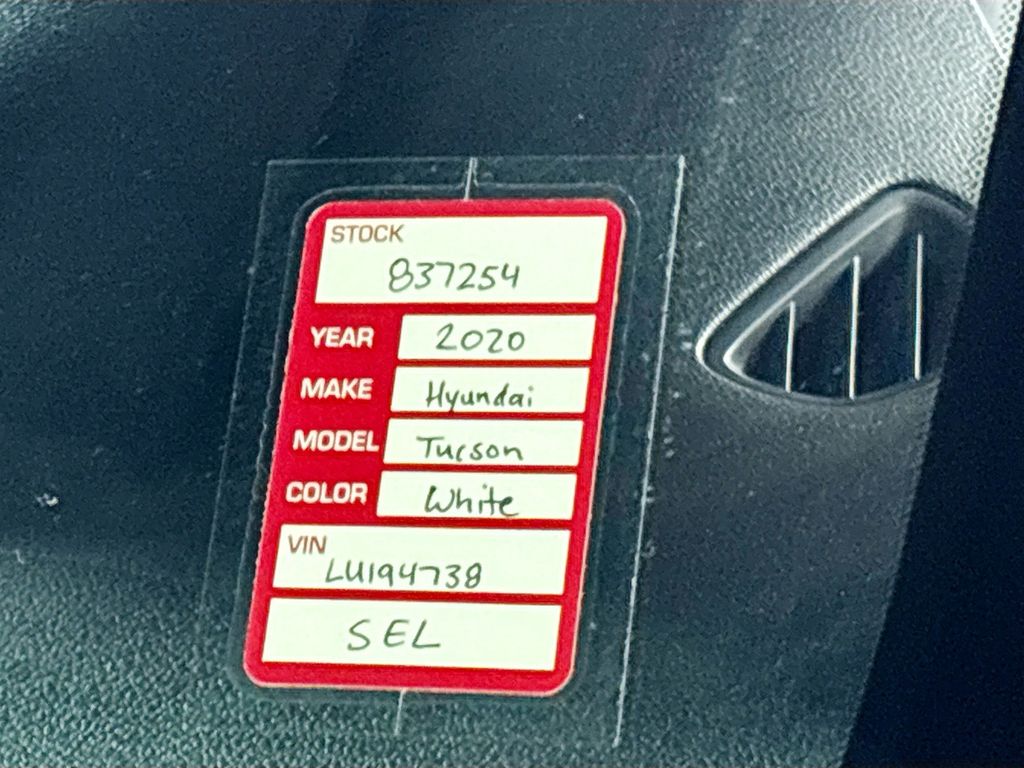 STOCK
837254
YEAR 2020
MAKE Hyundai
MODEL Tucson
COLOR White
VIN
LU194738
SEL